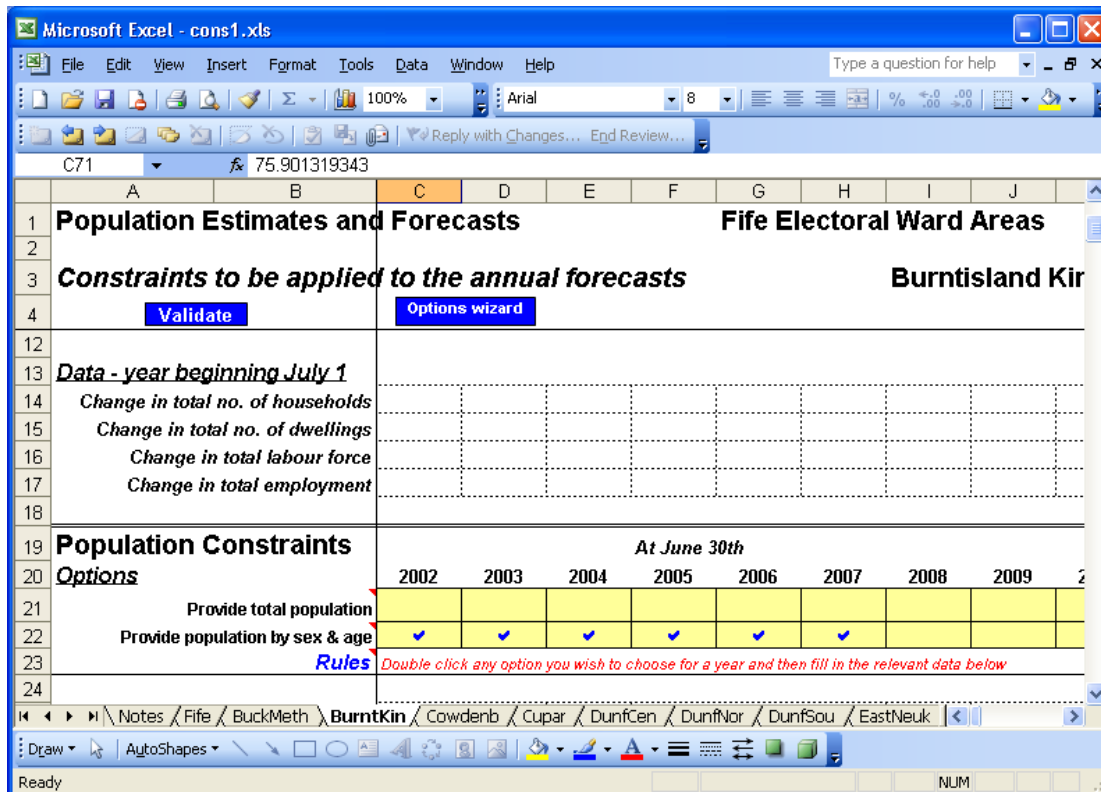 Microsoft Excel - cons1.xls
File Edit View Insert Format Tools Data Window Help Type a question for help
Σ 100% Arial 8 % .00
Reply with Changes... End Review...
C71 fx 75.901319343
A B C D E F G H I J
1 Population Estimates and Forecasts Fife Electoral Ward Areas
2
3 Constraints to be applied to the annual forecasts Burntisland Kin
4 Validate Options wizard
12
13 Data - year beginning July 1
14 Change in total no. of households
15 Change in total no. of dwellings
16 Change in total labour force
17 Change in total employment
18
19 Population Constraints At June 30th
20 Options 2002 2003 2004 2005 2006 2007 2008 2009 2
21 Provide total population
22 Provide population by sex & age
23 Rules Double click any option you wish to choose for a year and then fill in the relevant data below
24
Notes Fife BuckMeth BurntKin Cowdenb Cupar DunfCen DunfNor DunfSou EastNeuk
Draw AutoShapes A A
Ready NUM